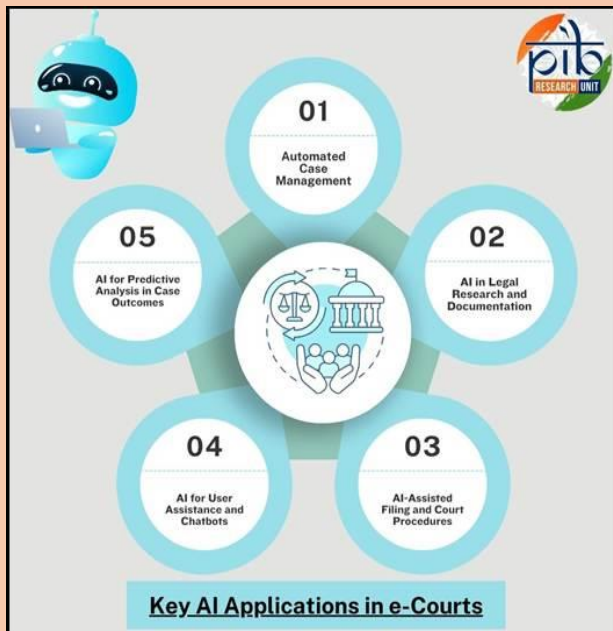 pib
RESEARCH UNIT
01
Automated
Case
Management
02
AI in Legal
Research and
Documentation
03
AI-Assisted
Filing and Court
Procedures
04
AI for User
Assistance and
Chatbots
05
AI for Predictive
Analysis in Case
Outcomes
Key AI Applications in e-Courts